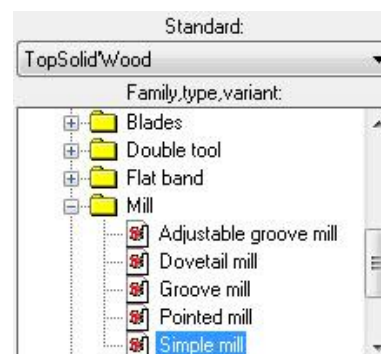 Standard:
TopSolid'Wood
Family,type,variant:
Blades
Double tool
Flat band
Mill
Adjustable groove mill
Dovetail mill
Groove mill
Pointed mill
Simple mill